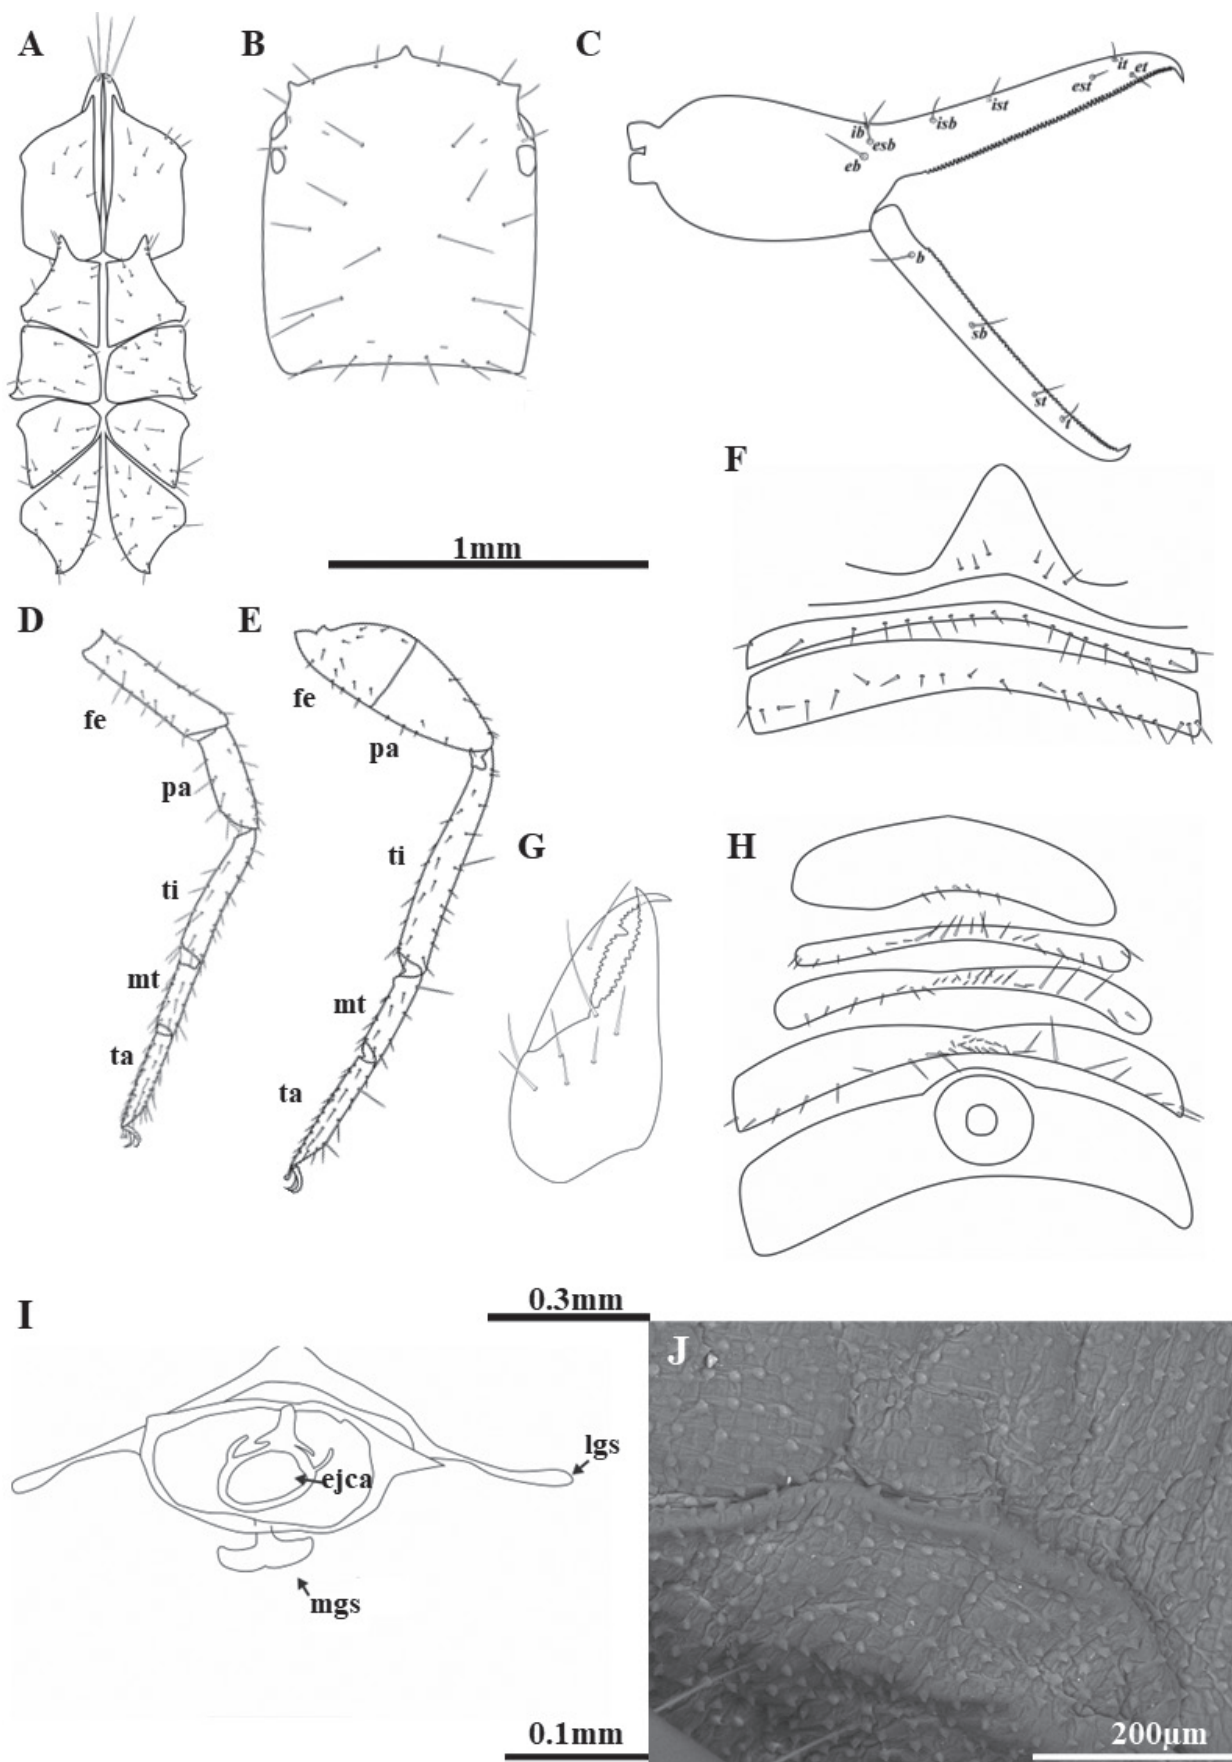 A
B
C
it
et
est
ist
isb
ib
esb
eb
b
sb
st
t
F
1mm
D
E
fe
fe
pa
pa
ti
ti
G
H
mt
mt
ta
ta
0.3mm
I
J
lgs
ejca
mgs
0.1mm
200µm